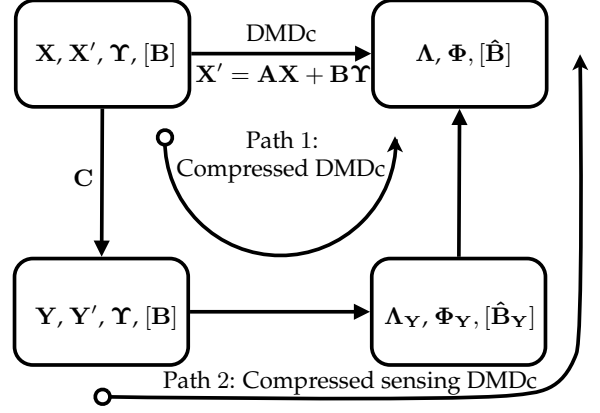 X, X′, Υ, [B]
DMDc
X′ = AX + BΥ
Λ, Φ, [B̂]
Path 1:
Compressed DMDc
C
Y, Y′, Υ, [B]
Λ_Y, Φ_Y, [B̂_Y]
Path 2: Compressed sensing DMDc